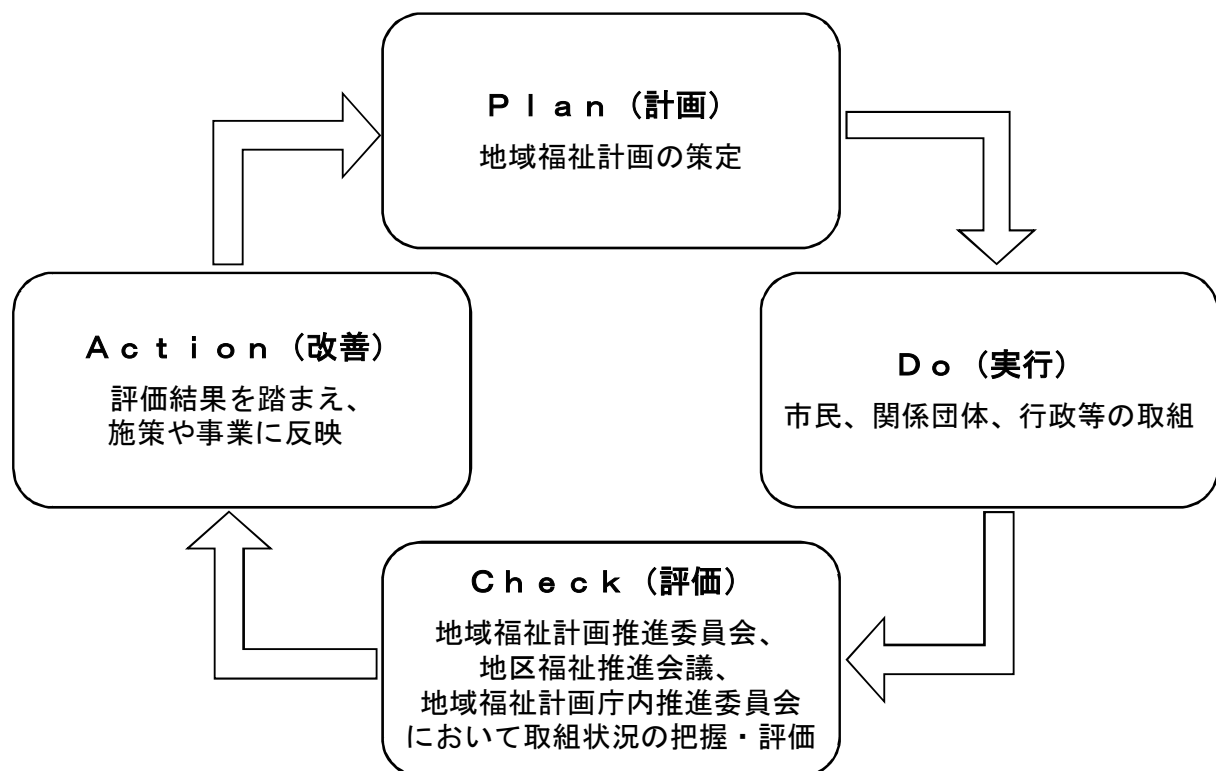 Ｐｌａｎ（計画）
地域福祉計画の策定
Ｄｏ（実行）
市民、関係団体、行政等の取組
Ｃｈｅｃｋ（評価）
地域福祉計画推進委員会、
地区福祉推進会議、
地域福祉計画庁内推進委員会
において取組状況の把握・評価
Ａｃｔｉｏｎ（改善）
評価結果を踏まえ、
施策や事業に反映